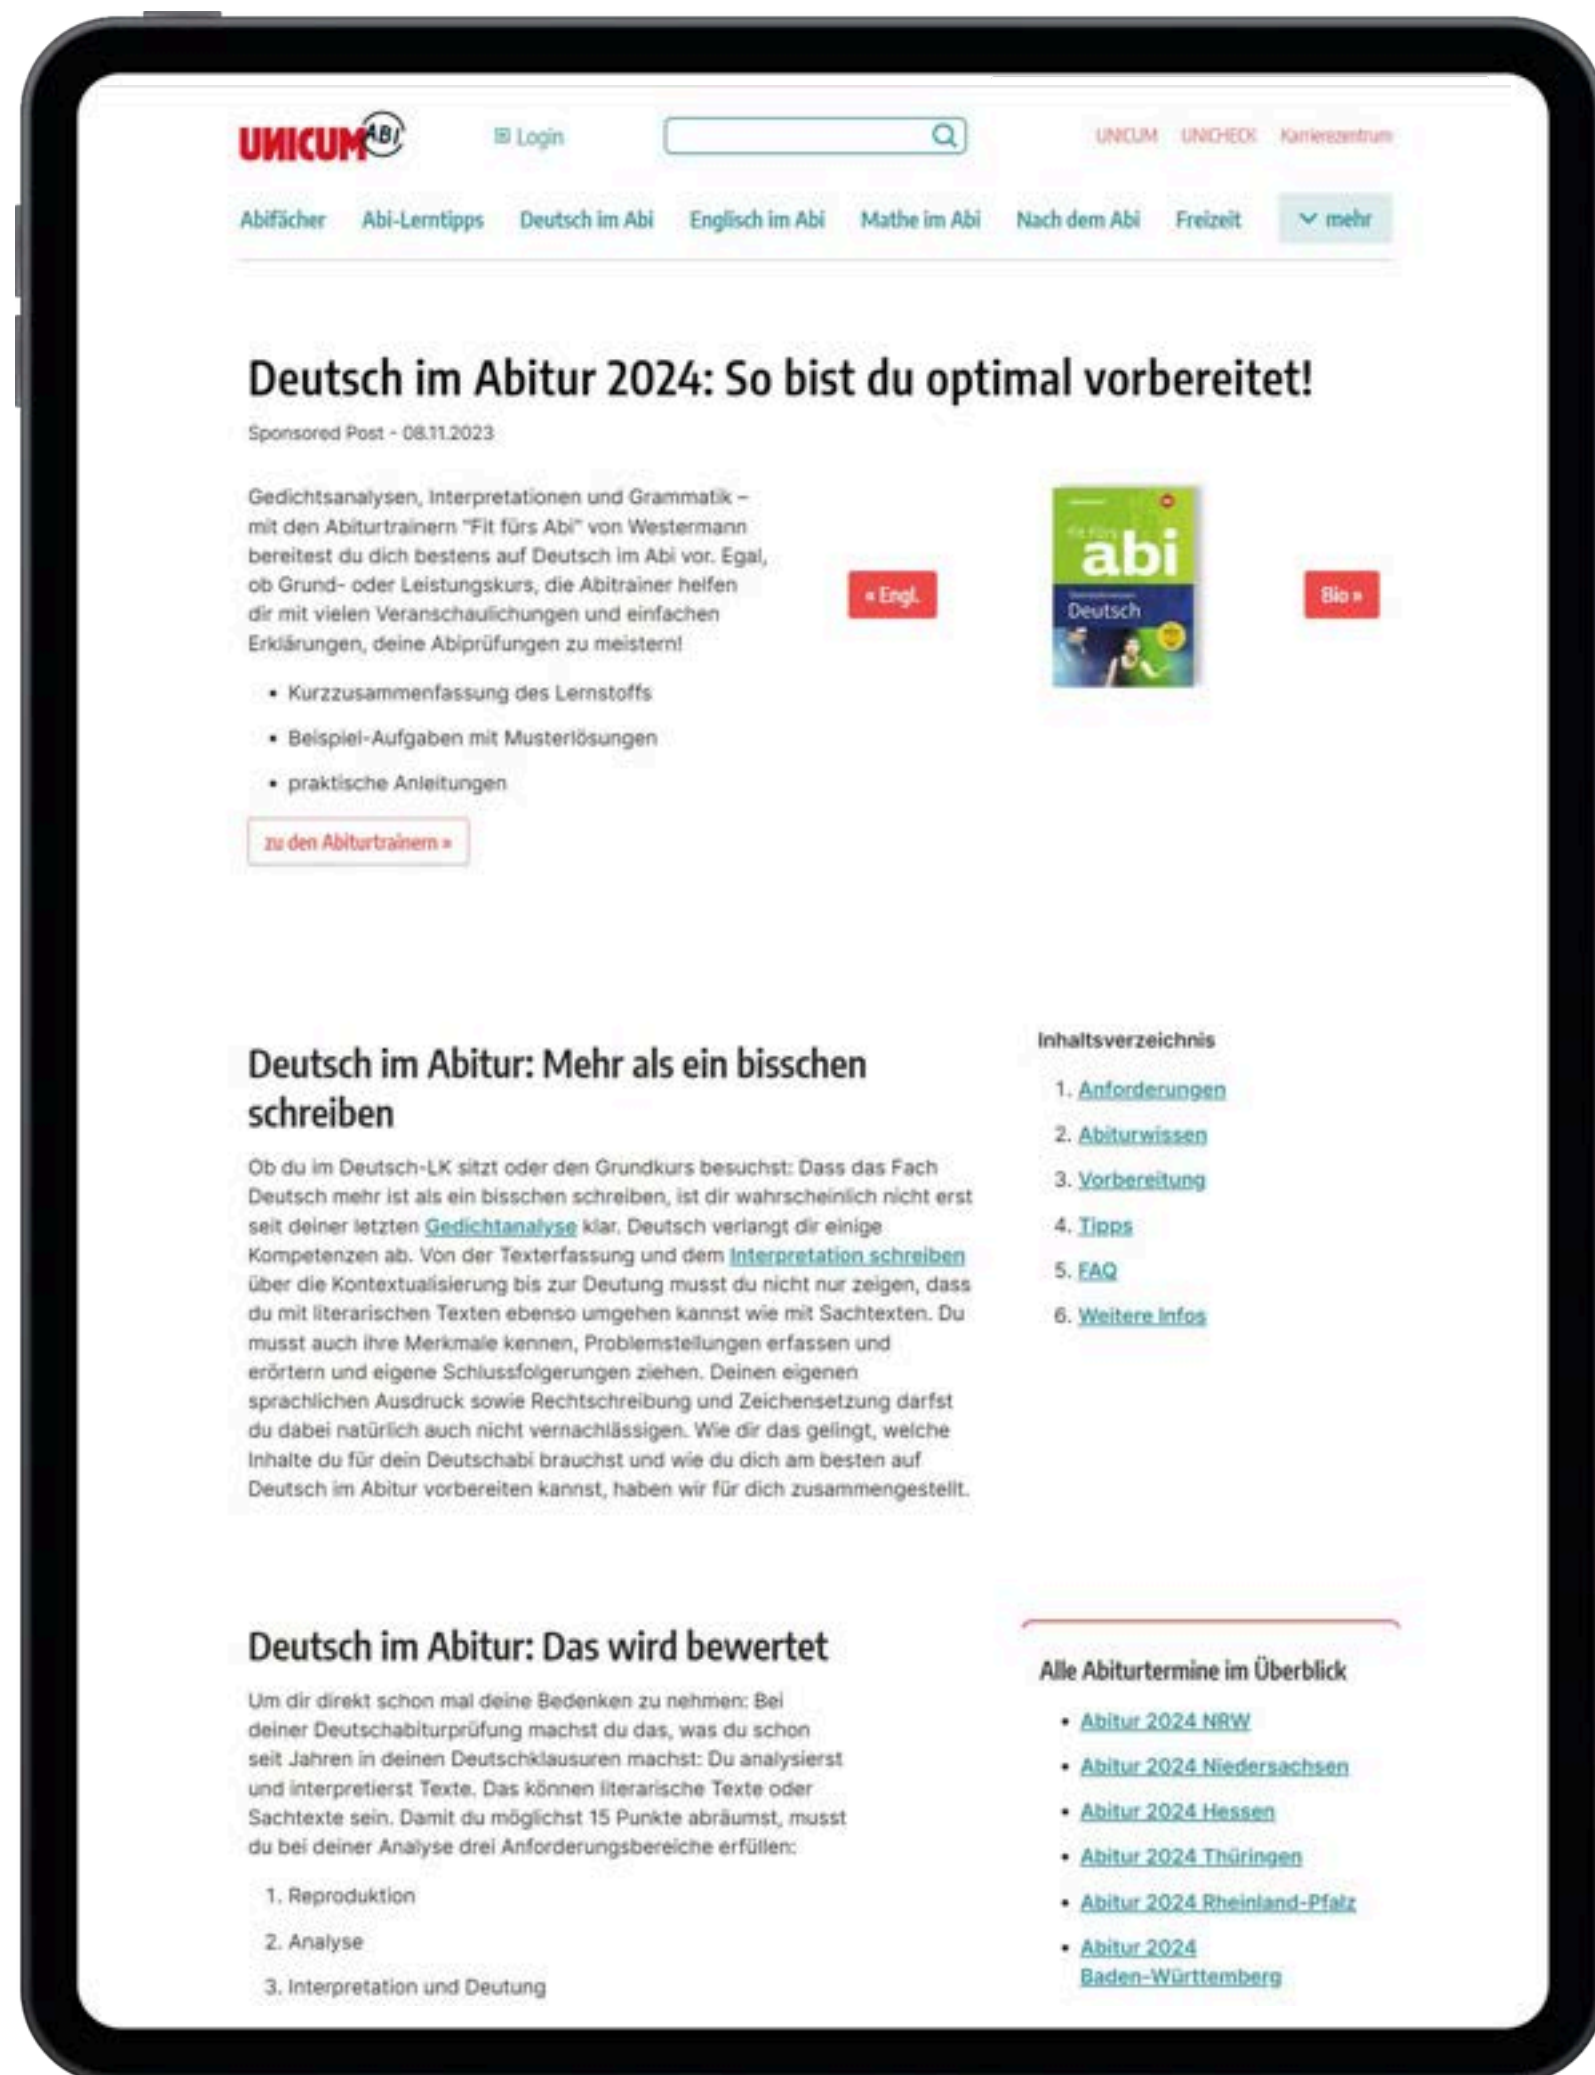 UNICUM ABI
Login
UNICUM UNICHECK Karrierezentrum
Abifächer Abi-Lerntipps Deutsch im Abi Englisch im Abi Mathe im Abi Nach dem Abi Freizeit mehr
Deutsch im Abitur 2024: So bist du optimal vorbereitet!
Sponsored Post - 08.11.2023
Gedichtsanalysen, Interpretationen und Grammatik –
mit den Abiturtrainern "Fit fürs Abi" von Westermann
bereitest du dich bestens auf Deutsch im Abi vor. Egal,
ob Grund- oder Leistungskurs, die Abitrainer helfen
dir mit vielen Veranschaulichungen und einfachen
Erklärungen, deine Abiprüfungen zu meistern!
• Kurzzusammenfassung des Lernstoffs
• Beispiel-Aufgaben mit Musterlösungen
• praktische Anleitungen
zu den Abiturtrainern »
« Engl.
fit fürs
abi
Deutsch
Bio »
Deutsch im Abitur: Mehr als ein bisschen
schreiben
Ob du im Deutsch-LK sitzt oder den Grundkurs besuchst: Dass das Fach
Deutsch mehr ist als ein bisschen schreiben, ist dir wahrscheinlich nicht erst
seit deiner letzten Gedichtanalyse klar. Deutsch verlangt dir einige
Kompetenzen ab. Von der Texterfassung und dem Interpretation schreiben
über die Kontextualisierung bis zur Deutung musst du nicht nur zeigen, dass
du mit literarischen Texten ebenso umgehen kannst wie mit Sachtexten. Du
musst auch ihre Merkmale kennen, Problemstellungen erfassen und
erörtern und eigene Schlussfolgerungen ziehen. Deinen eigenen
sprachlichen Ausdruck sowie Rechtschreibung und Zeichensetzung darfst
du dabei natürlich auch nicht vernachlässigen. Wie dir das gelingt, welche
Inhalte du für dein Deutschabi brauchst und wie du dich am besten auf
Deutsch im Abitur vorbereiten kannst, haben wir für dich zusammengestellt.
Inhaltsverzeichnis
1. Anforderungen
2. Abiturwissen
3. Vorbereitung
4. Tipps
5. FAQ
6. Weitere Infos
Deutsch im Abitur: Das wird bewertet
Um dir direkt schon mal deine Bedenken zu nehmen: Bei
deiner Deutschabiturprüfung machst du das, was du schon
seit Jahren in deinen Deutschklausuren machst: Du analysierst
und interpretierst Texte. Das können literarische Texte oder
Sachtexte sein. Damit du möglichst 15 Punkte abräumst, musst
du bei deiner Analyse drei Anforderungsbereiche erfüllen:
1. Reproduktion
2. Analyse
3. Interpretation und Deutung
Alle Abiturtermine im Überblick
• Abitur 2024 NRW
• Abitur 2024 Niedersachsen
• Abitur 2024 Hessen
• Abitur 2024 Thüringen
• Abitur 2024 Rheinland-Pfalz
• Abitur 2024
Baden-Württemberg